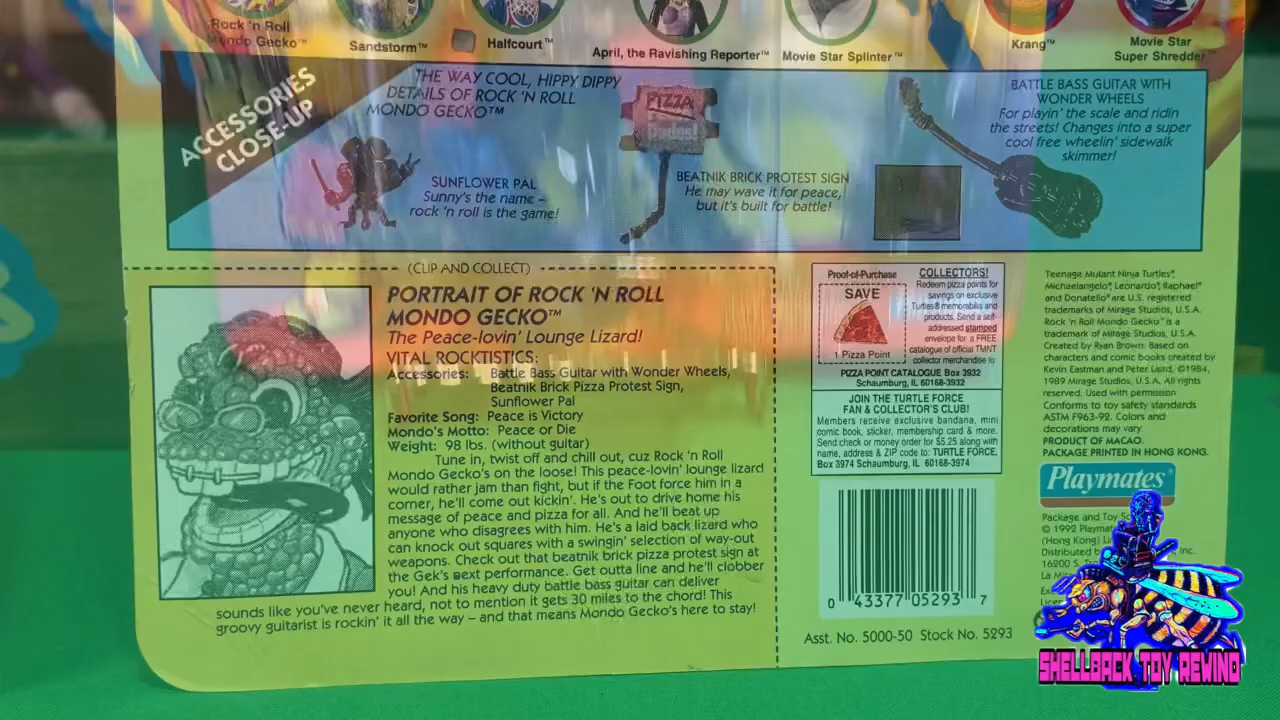 Rock 'n Roll
Mondo Gecko™
Sandstorm™
Halfcourt™
April, the Ravishing Reporter™
Movie Star Splinter™
Krang™
Movie Star
Super Shredder™
ACCESSORIES
CLOSE-UP
THE WAY COOL, HIPPY DIPPY
DETAILS OF ROCK 'N ROLL
MONDO GECKO™
SUNFLOWER PAL
Sunny's the name –
rock 'n roll is the game!
PIZZA
BEATNIK BRICK PROTEST SIGN
He may wave it for peace,
but it's built for battle!
BATTLE BASS GUITAR WITH
WONDER WHEELS
For playin' the scale and ridin
the streets! Changes into a super
cool free wheelin' sidewalk
skimmer!
(CLIP AND COLLECT)
PORTRAIT OF ROCK 'N ROLL
MONDO GECKO™
The Peace-lovin' Lounge Lizard!
VITAL ROCKTISTICS:
Accessories: Battle Bass Guitar with Wonder Wheels,
Beatnik Brick Pizza Protest Sign,
Sunflower Pal
Favorite Song: Peace is Victory
Mondo's Motto: Peace or Die
Weight: 98 lbs. (without guitar)
Tune in, twist off and chill out, cuz Rock 'n Roll
Mondo Gecko's on the loose! This peace-lovin' lounge lizard
would rather jam than fight, but if the Foot force him in a
corner, he'll come out kickin'. He's out to drive home his
message of peace and pizza for all. And he'll beat up
anyone who disagrees with him. He's a laid back lizard who
can knock out squares with a swingin' selection of way-out
weapons. Check out that beatnik brick pizza protest sign at
the Gek's next performance. Get outta line and he'll clobber
you! And his heavy duty battle bass guitar can deliver
sounds like you've never heard, not to mention it gets 30 miles to the chord! This
groovy guitarist is rockin' it all the way – and that means Mondo Gecko's here to stay!
Proof-of-Purchase
SAVE
1 Pizza Point
COLLECTORS!
Redeem pizza points for
savings on exclusive
Turtles® memorabilia and
products. Send a self-
addressed stamped
envelope for a FREE
catalogue of official TMNT
collector merchandise to:
PIZZA POINT CATALOGUE Box 3932
Schaumburg, IL 60168-3932
JOIN THE TURTLE FORCE
FAN & COLLECTOR'S CLUB!
Members receive exclusive bandana, mini
comic book, sticker, membership card & more.
Send check or money order for $5.25 along with
name, address & ZIP code to: TURTLE FORCE,
Box 3974 Schaumburg, IL 60168-3974
0 43377 05293 7
Asst. No. 5000-50 Stock No. 5293
Teenage Mutant Ninja Turtles®,
Michaelangelo®, Leonardo®, Raphael®
and Donatello® are U.S. registered
trademarks of Mirage Studios, U.S.A.
Rock 'n Roll Mondo Gecko™ is a
trademark of Mirage Studios, U.S.A.
Created by Ryan Brown. Based on
characters and comic books created by
Kevin Eastman and Peter Laird, ©1984,
1989 Mirage Studios, U.S.A. All rights
reserved. Used with permission
Conforms to toy safety standards
ASTM F963-92. Colors and
decorations may vary.
PRODUCT OF MACAO.
PACKAGE PRINTED IN HONG KONG.
Playmates®
Package and Toy
© 1992 Playmates
(Hong Kong)
Distributed Inc.
16200 S.
SHELLBACK TOY REWIND